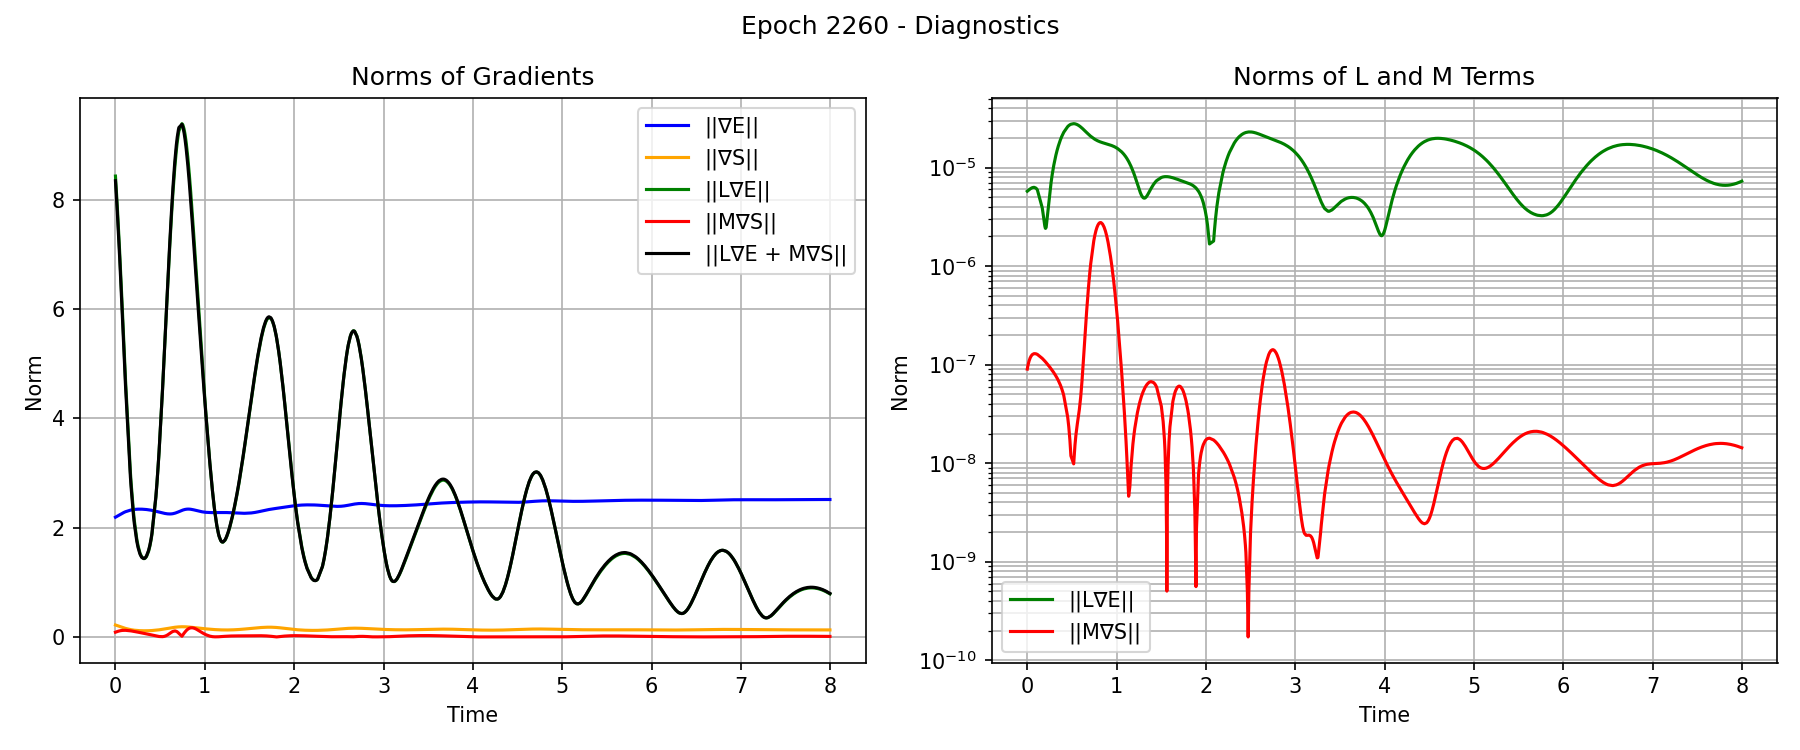 Epoch 2260 - Diagnostics
Norms of Gradients
Norm
8
6
4
2
0
0 1 2 3 4 5 6 7 8
Time
||∇E||
||∇S||
||L∇E||
||M∇S||
||L∇E + M∇S||
Norms of L and M Terms
Norm
10⁻⁵
10⁻⁶
10⁻⁷
10⁻⁸
10⁻⁹
10⁻¹⁰
0 1 2 3 4 5 6 7 8
Time
||L∇E||
||M∇S||